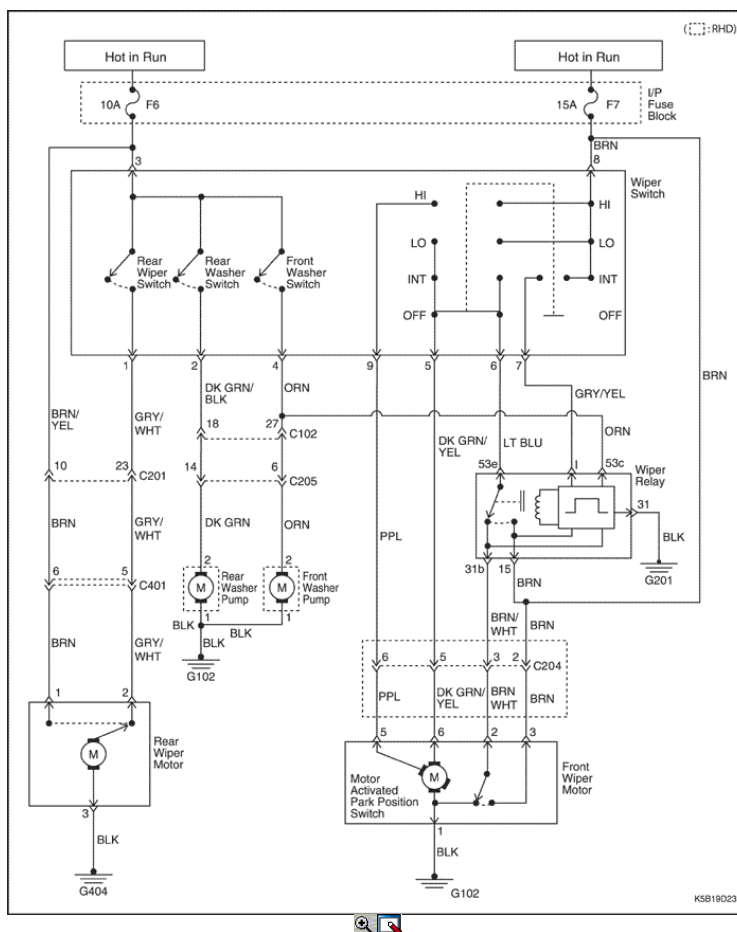 (    : RHD)
Hot in Run
Hot in Run
10A F6
15A F7
I/P
Fuse
Block
BRN
3
8
Wiper
Switch
HI
HI
LO
LO
INT
INT
OFF
OFF
Rear
Wiper
Switch
Rear
Washer
Switch
Front
Washer
Switch
1
2
4
9
5
6
7
BRN/
YEL
GRY/
WHT
DK GRN/
BLK
ORN
GRY/YEL
BRN
18
27
C102
DK GRN/
YEL
LT BLU
ORN
10
23
C201
14
6
C205
53e
I
53c
Wiper
Relay
31
BLK
G201
BRN
GRY/
WHT
DK GRN
ORN
PPL
31b
15
BRN
6
5
C401
2
2
M
Rear
Washer
Pump
M
Front
Washer
Pump
1
1
BLK
BLK
BLK
G102
BRN/
WHT
BRN
BRN
GRY/
WHT
6
5
3
2
C204
PPL
DK GRN/
YEL
BRN
WHT
BRN
1
2
M
Rear
Wiper
Motor
3
BLK
G404
5
6
2
3
M
Motor
Activated
Park Position
Switch
Front
Wiper
Motor
1
BLK
G102
K5B19D23